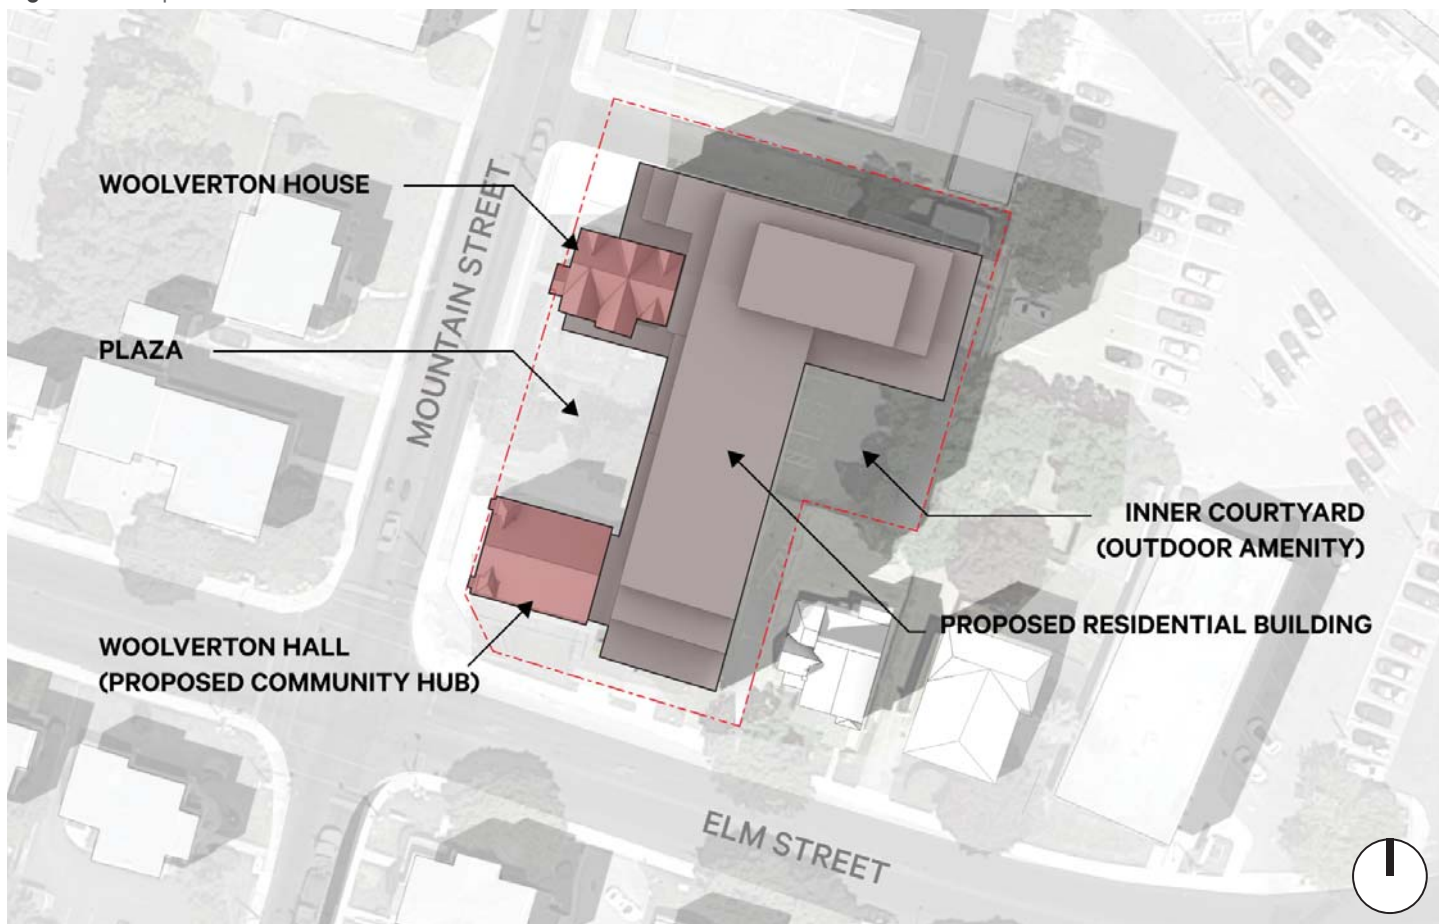 WOOLVERTON HOUSE
MOUNTAIN STREET
PLAZA
INNER COURTYARD
(OUTDOOR AMENITY)
PROPOSED RESIDENTIAL BUILDING
WOOLVERTON HALL
(PROPOSED COMMUNITY HUB)
ELM STREET